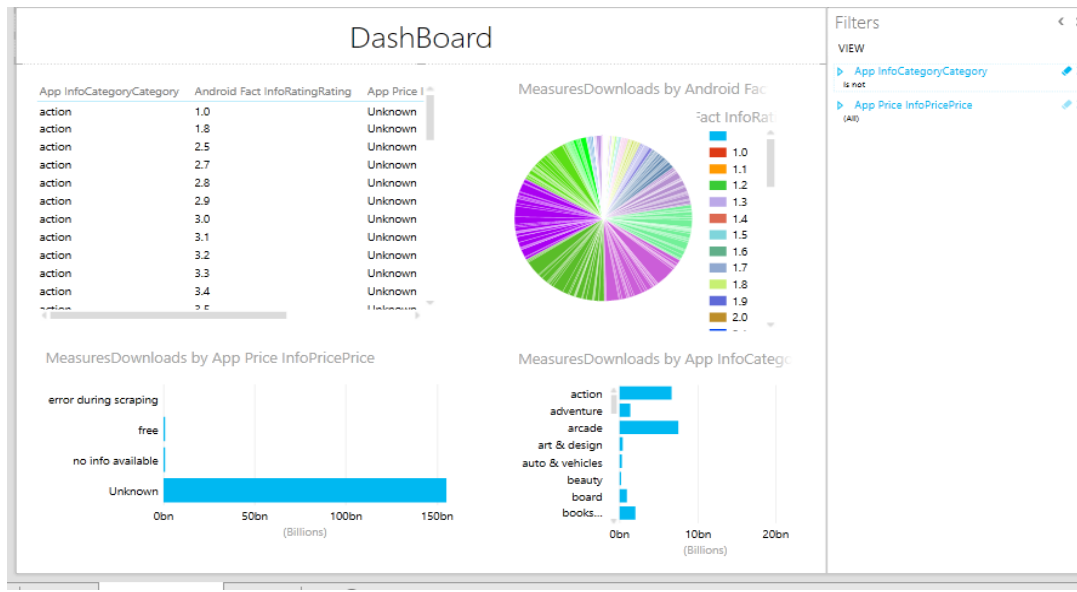 DashBoard
Filters
VIEW
App InfoCategoryCategory
is not
App Price InfoPricePrice
(All)
App InfoCategoryCategory Android Fact InfoRatingRating App Price I
action 1.0 Unknown
action 1.8 Unknown
action 2.5 Unknown
action 2.7 Unknown
action 2.8 Unknown
action 2.9 Unknown
action 3.0 Unknown
action 3.1 Unknown
action 3.2 Unknown
action 3.3 Unknown
action 3.4 Unknown
action 3.5 Unknown
MeasuresDownloads by Android Fac
Fact InfoRat
1.0
1.1
1.2
1.3
1.4
1.5
1.6
1.7
1.8
1.9
2.0
MeasuresDownloads by App Price InfoPricePrice
error during scraping
free
no info available
Unknown
0bn 50bn 100bn 150bn
(Billions)
MeasuresDownloads by App InfoCatego
action
adventure
arcade
art & design
auto & vehicles
beauty
board
books...
0bn 10bn 20bn
(Billions)